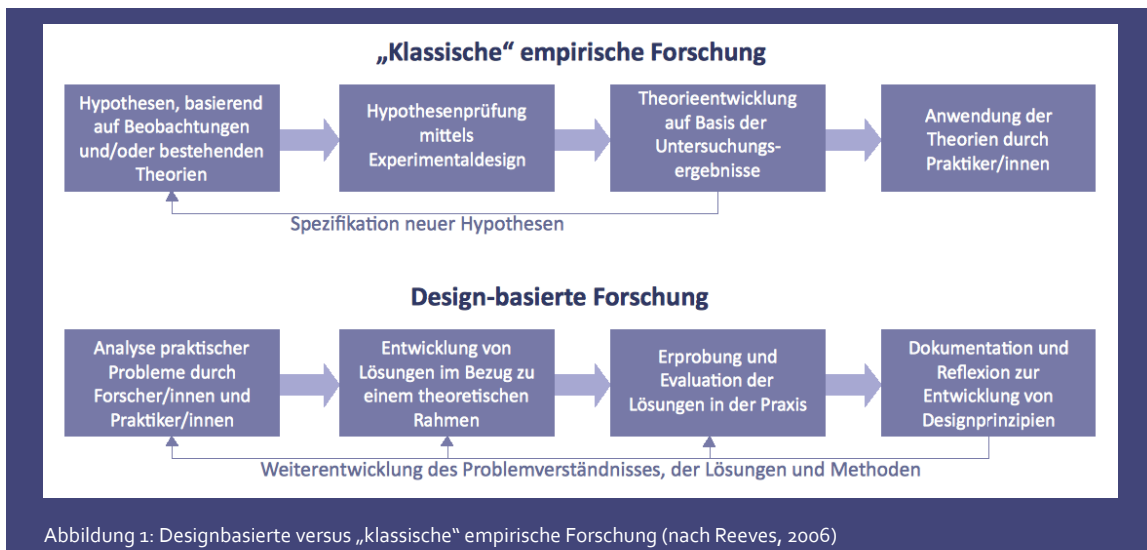 „Klassische“ empirische Forschung
Hypothesen, basierend
auf Beobachtungen
und/oder bestehenden
Theorien
Hypothesenprüfung
mittels
Experimentaldesign
Theorieentwicklung
auf Basis der
Untersuchungs-
ergebnisse
Anwendung der
Theorien durch
Praktiker/innen
Spezifikation neuer Hypothesen
Design-basierte Forschung
Analyse praktischer
Probleme durch
Forscher/innen und
Praktiker/innen
Entwicklung von
Lösungen im Bezug zu
einem theoretischen
Rahmen
Erprobung und
Evaluation der
Lösungen in der Praxis
Dokumentation und
Reflexion zur
Entwicklung von
Designprinzipien
Weiterentwicklung des Problemverständnisses, der Lösungen und Methoden
Abbildung 1: Designbasierte versus „klassische“ empirische Forschung (nach Reeves, 2006)